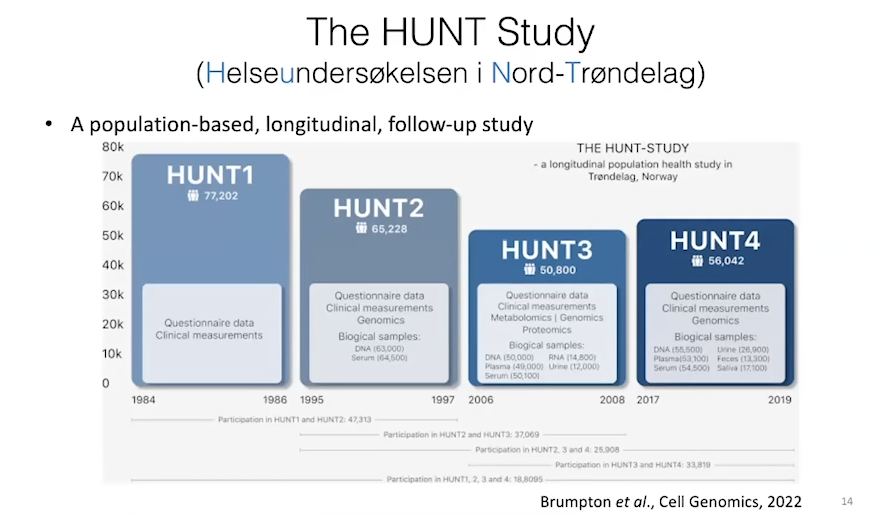 The HUNT Study
(Helseundersøkelsen i Nord-Trøndelag)
• A population-based, longitudinal, follow-up study
THE HUNT-STUDY
- a longitudinal population health study in
Trøndelag, Norway
80k
70k
60k
50k
40k
30k
20k
10k
0
HUNT1
77,202
Questionnaire data
Clinical measurements
1984 1986
HUNT2
65,228
Questionnaire data
Clinical measurements
Genomics
Biogical samples:
DNA (63,000)
Serum (64,500)
1995 1997
HUNT3
50,800
Questionnaire data
Clinical measurements
Metabolomics | Genomics
Proteomics
Biogical samples:
DNA (50,000) RNA (14,800)
Plasma (49,000) Urine (12,000)
Serum (50,100)
2006 2008
HUNT4
56,042
Questionnaire data
Clinical measurements
Genomics
Biogical samples:
DNA (55,500) Urine (26,900)
Plasma(53,100) Feces (13,300)
Serum (54,500) Saliva (17,100)
2017 2019
Participation in HUNT1 and HUNT2: 47,313
Participation in HUNT2 and HUNT3: 37,069
Participation in HUNT2, 3 and 4: 25,908
Participation in HUNT3 and HUNT4: 33,819
Participation in HUNT1, 2, 3 and 4: 18,8095
Brumpton et al., Cell Genomics, 2022
14